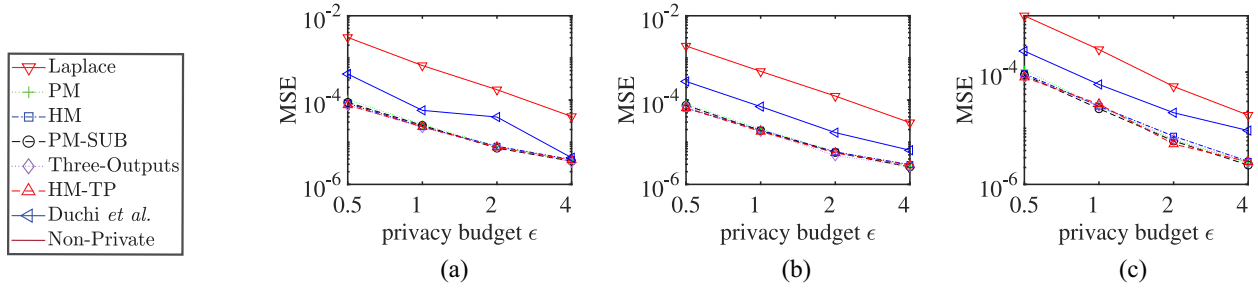 Laplace
PM
HM
PM-SUB
Three-Outputs
HM-TP
Duchi et al.
Non-Private
MSE
10⁻²
10⁻⁴
10⁻⁶
0.5 1 2 4
privacy budget ϵ
(a)
MSE
10⁻²
10⁻⁴
10⁻⁶
0.5 1 2 4
privacy budget ϵ
(b)
MSE
10⁻⁴
10⁻⁶
0.5 1 2 4
privacy budget ϵ
(c)